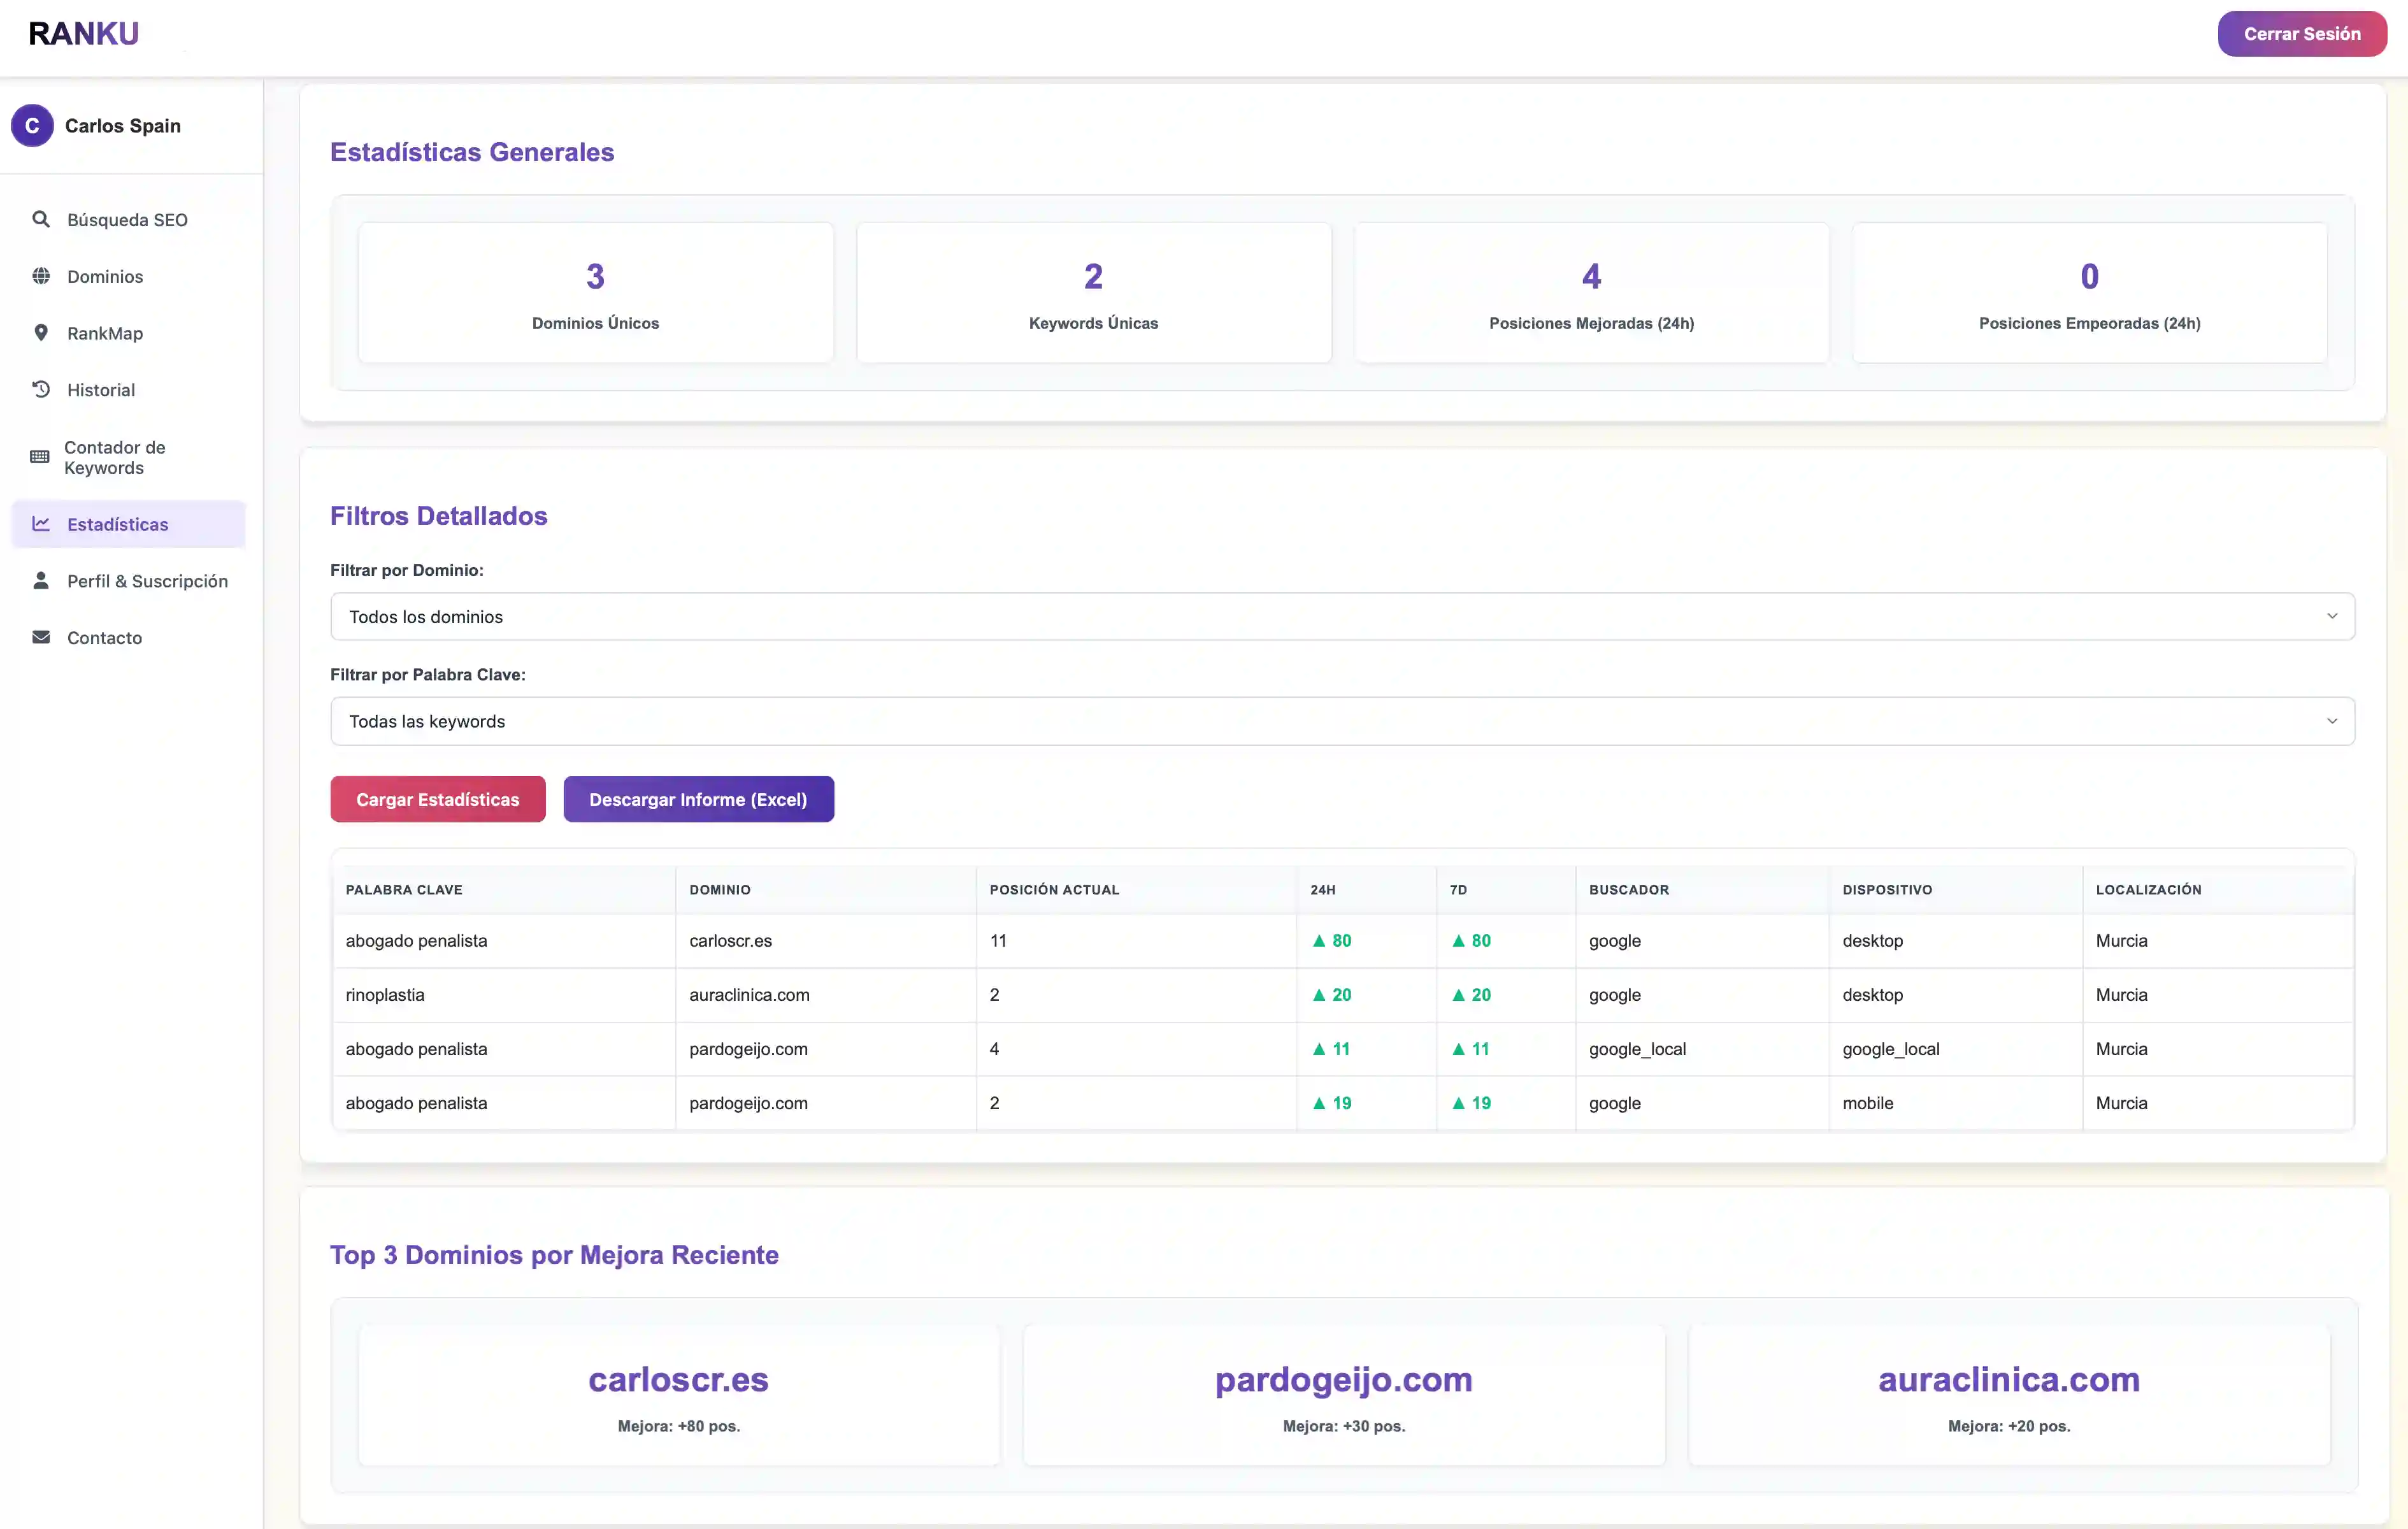 RANKU
Cerrar Sesión
C
Carlos Spain
Búsqueda SEO
Dominios
RankMap
Historial
Contador de
Keywords
Estadísticas
Perfil & Suscripción
Contacto
Estadísticas Generales
3
Dominios Únicos
2
Keywords Únicas
4
Posiciones Mejoradas (24h)
0
Posiciones Empeoradas (24h)
Filtros Detallados
Filtrar por Dominio:
Todos los dominios
Filtrar por Palabra Clave:
Todas las keywords
Cargar Estadísticas
Descargar Informe (Excel)
PALABRA CLAVE DOMINIO POSICIÓN ACTUAL 24H 7D BUSCADOR DISPOSITIVO LOCALIZACIÓN
abogado penalista carloscr.es 11 ▲ 80 ▲ 80 google desktop Murcia
rinoplastia auraclinica.com 2 ▲ 20 ▲ 20 google desktop Murcia
abogado penalista pardogeijo.com 4 ▲ 11 ▲ 11 google_local google_local Murcia
abogado penalista pardogeijo.com 2 ▲ 19 ▲ 19 google mobile Murcia
Top 3 Dominios por Mejora Reciente
carloscr.es
Mejora: +80 pos.
pardogeijo.com
Mejora: +30 pos.
auraclinica.com
Mejora: +20 pos.